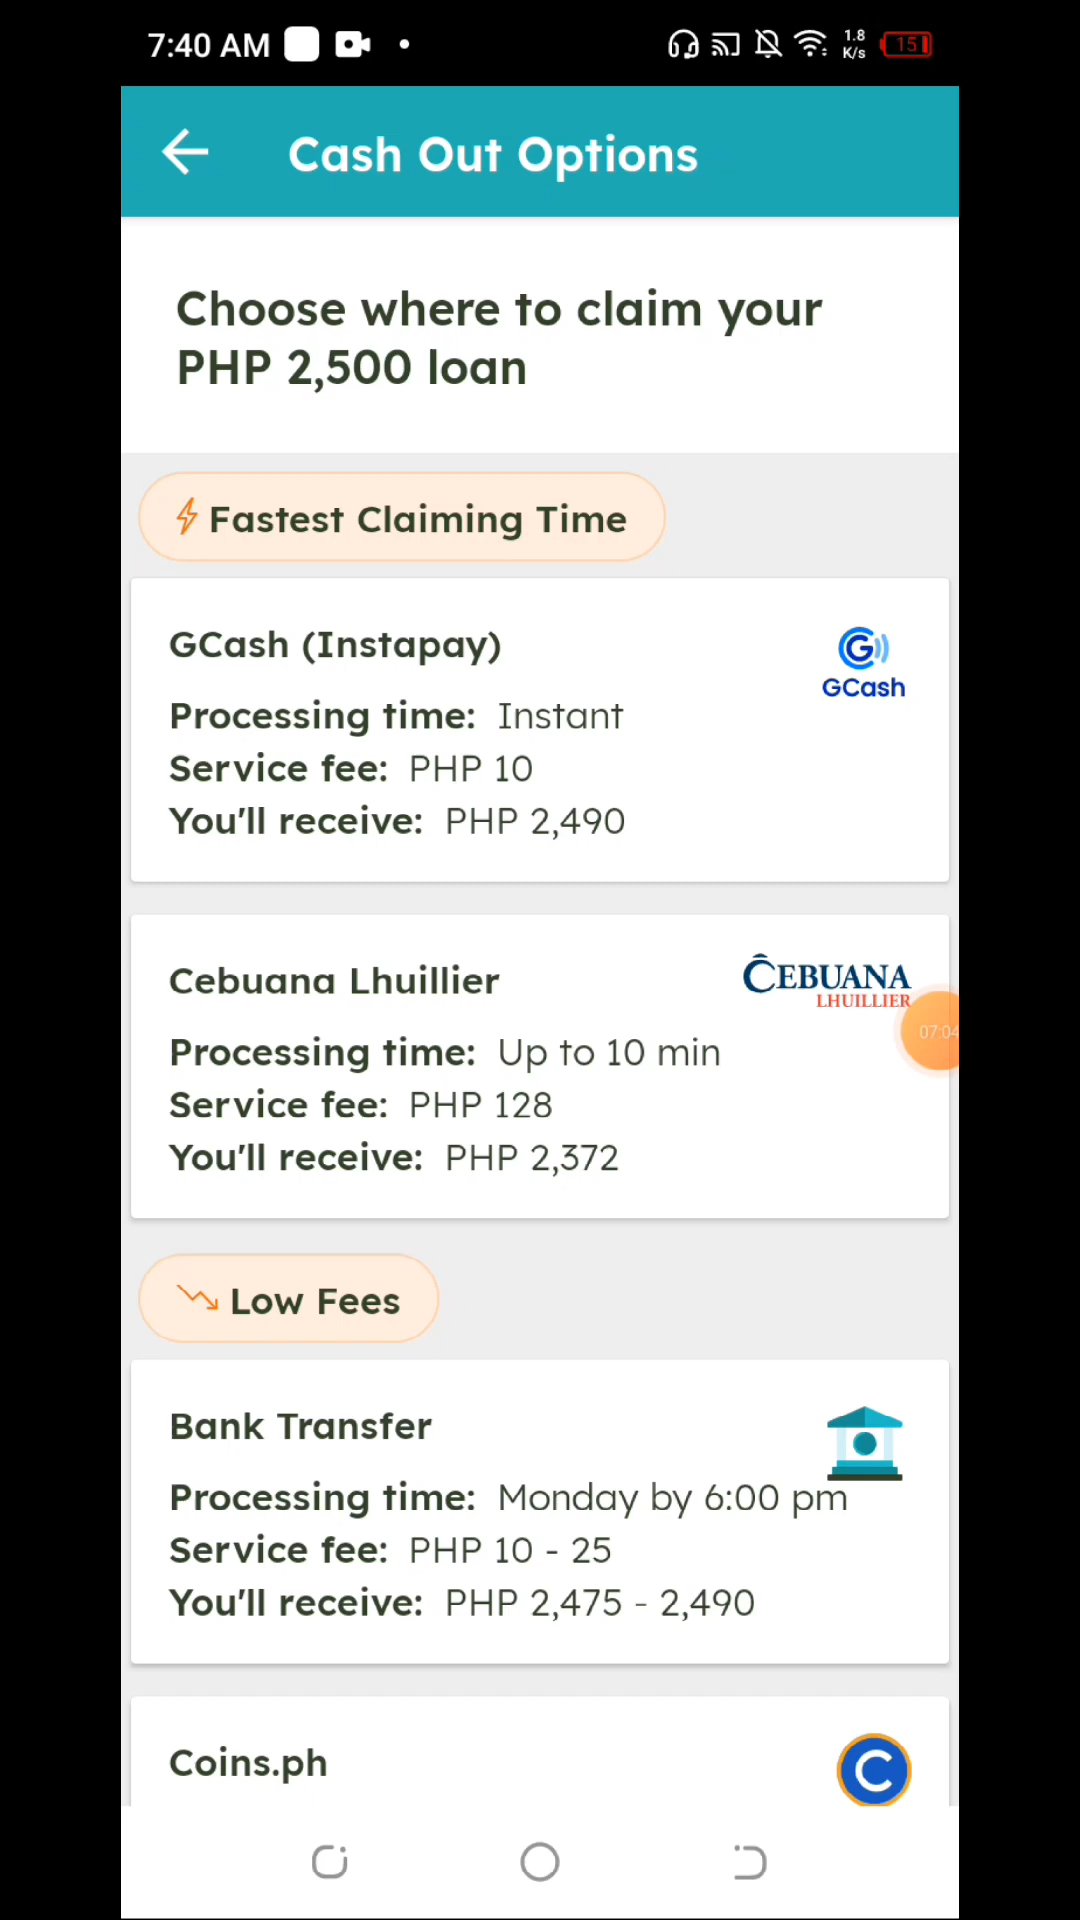 7:40 AM
1.8
K/s
15
Cash Out Options
Choose where to claim your
PHP 2,500 loan
Fastest Claiming Time
GCash (Instapay)
GCash
Processing time: Instant
Service fee: PHP 10
You'll receive: PHP 2,490
Cebuana Lhuillier
CEBUANA
LHUILLIER
07:04
Processing time: Up to 10 min
Service fee: PHP 128
You'll receive: PHP 2,372
Low Fees
Bank Transfer
Processing time: Monday by 6:00 pm
Service fee: PHP 10 - 25
You'll receive: PHP 2,475 - 2,490
Coins.ph